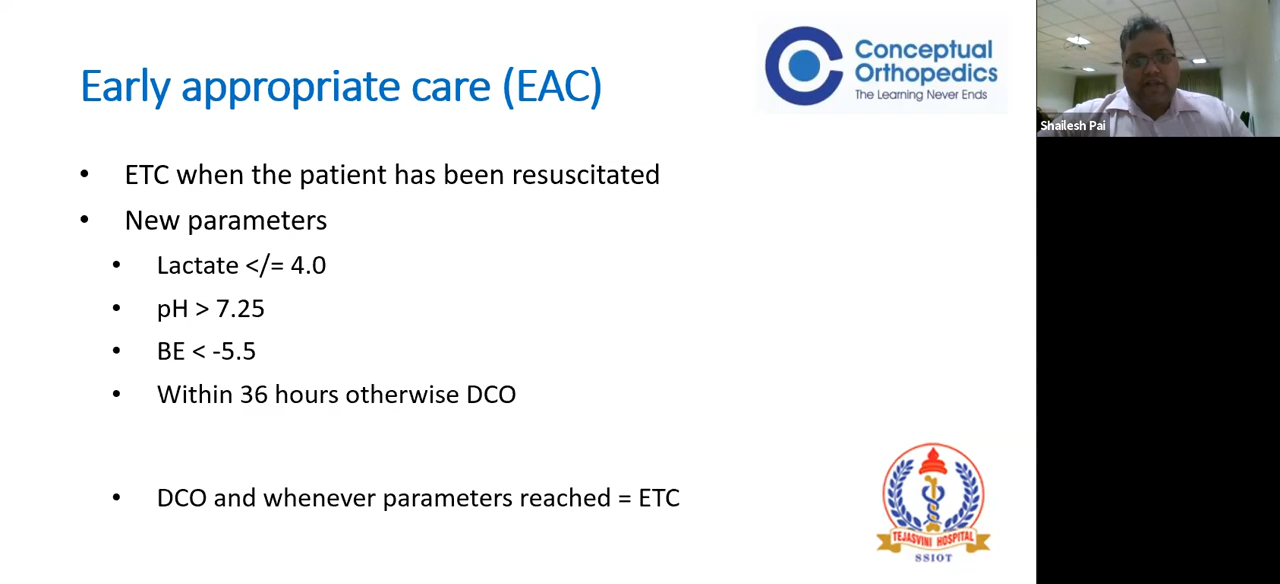 Early appropriate care (EAC)
Conceptual
Orthopedics
The Learning Never Ends
Shailesh Pai
• ETC when the patient has been resuscitated
• New parameters
• Lactate </= 4.0
• pH > 7.25
• BE < -5.5
• Within 36 hours otherwise DCO
• DCO and whenever parameters reached = ETC
TEJASVINI HOSPITAL
SSIOT